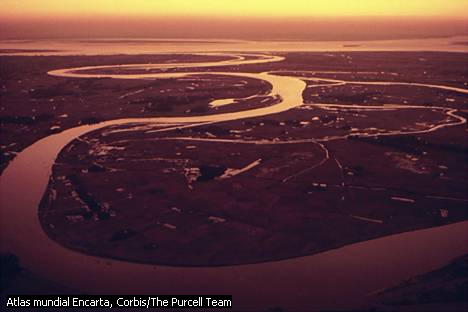 Atlas mundial Encarta, Corbis/The Purcell Team